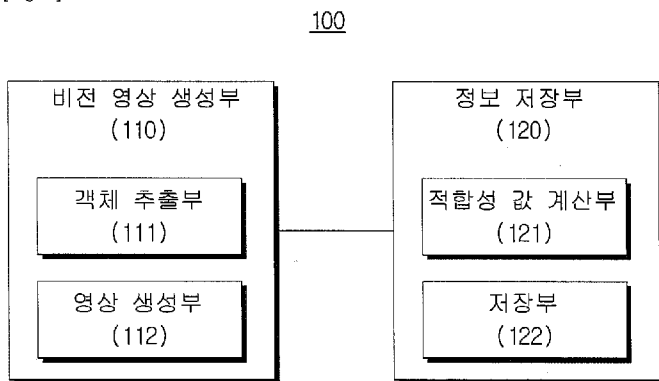 100
비전 영상 생성부
(110)
객체 추출부
(111)
영상 생성부
(112)
정보 저장부
(120)
적합성 값 계산부
(121)
저장부
(122)